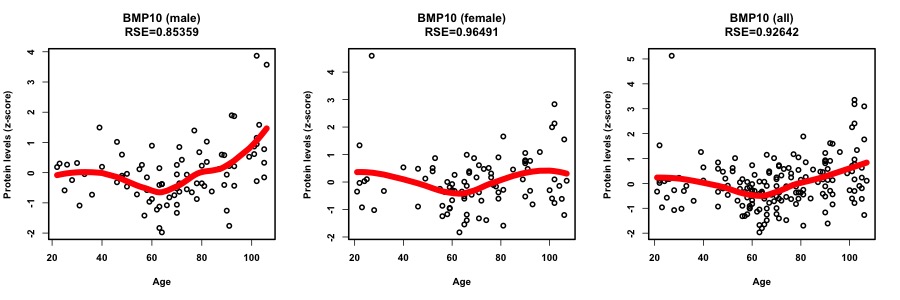 BMP10 (male)
RSE=0.85359
Protein levels (z-score)
4
3
2
1
0
-1
-2
20 40 60 80 100
Age
BMP10 (female)
RSE=0.96491
Protein levels (z-score)
4
2
1
0
-1
-2
20 40 60 80 100
Age
BMP10 (all)
RSE=0.92642
Protein levels (z-score)
5
4
3
2
1
0
-1
-2
20 40 60 80 100
Age